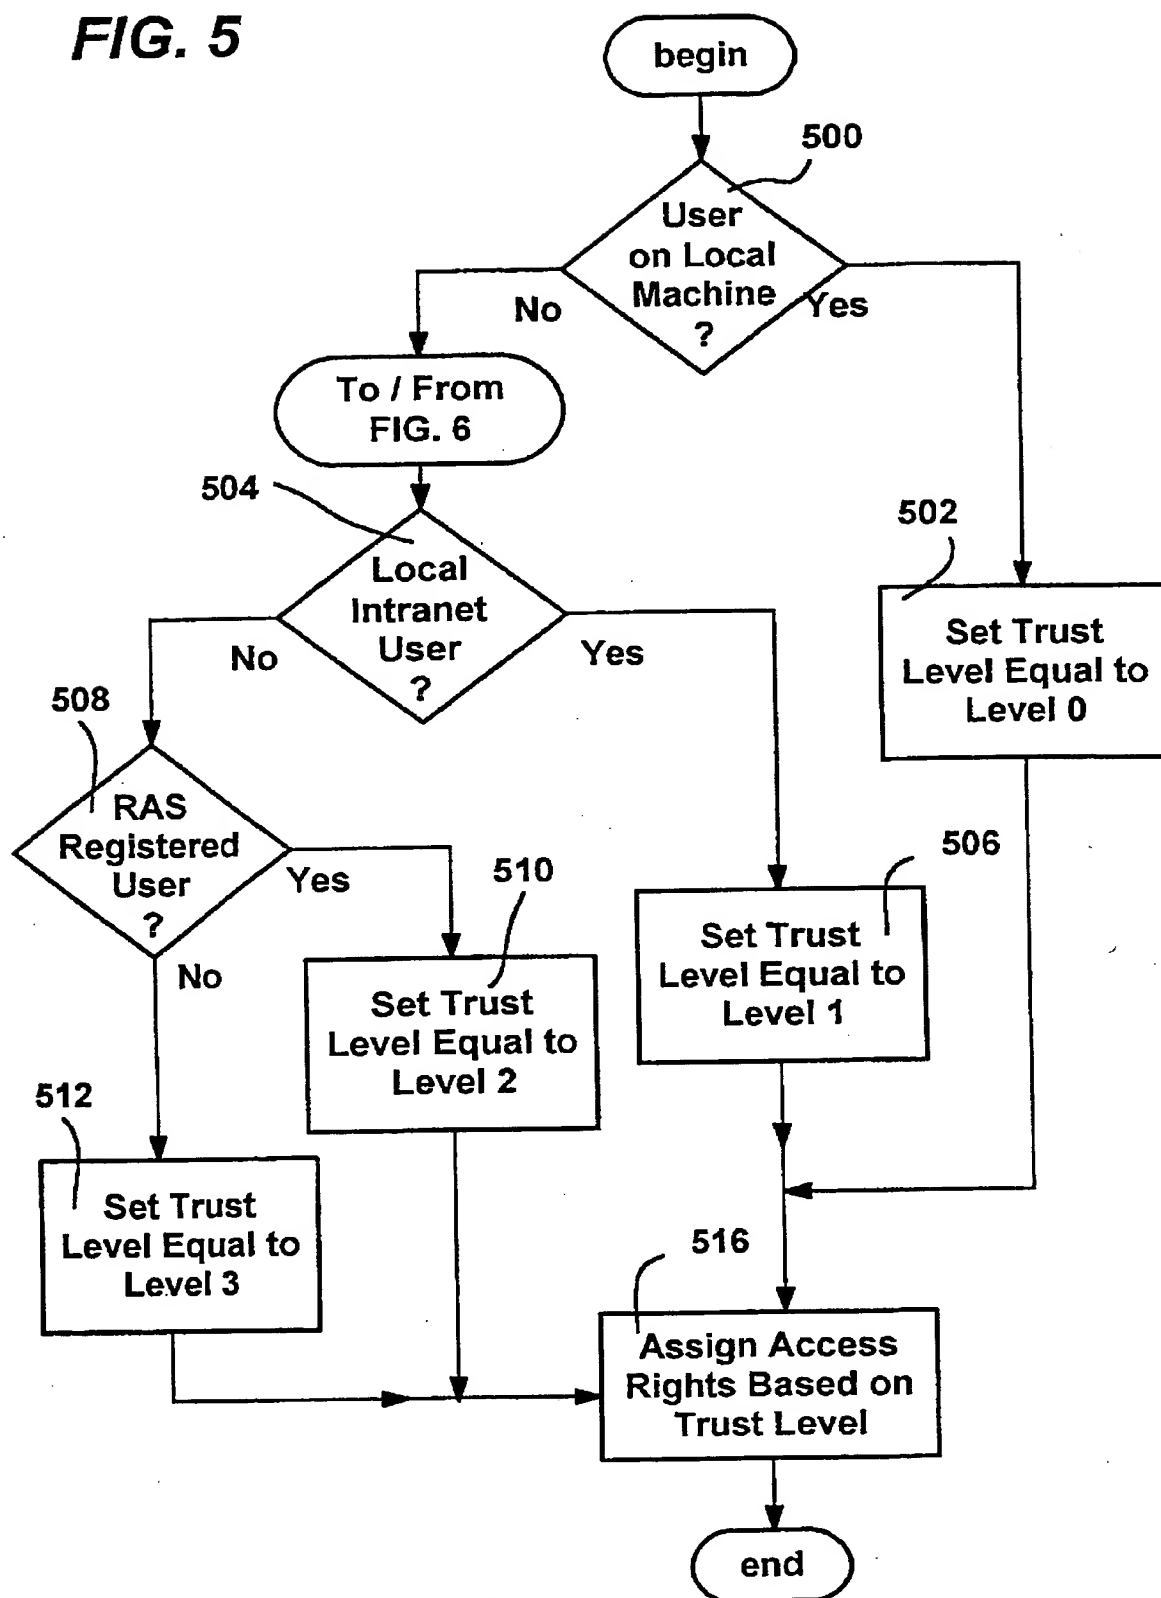 FIG. 5
begin
500
User
on Local
Machine
?
No
Yes
To / From
FIG. 6
504
502
Local
Intranet
User
?
No
Yes
Set Trust
Level Equal to
Level 0
508
RAS
Registered
User
?
Yes
No
510
506
Set Trust
Level Equal to
Level 2
Set Trust
Level Equal to
Level 1
512
Set Trust
Level Equal to
Level 3
516
Assign Access
Rights Based on
Trust Level
end